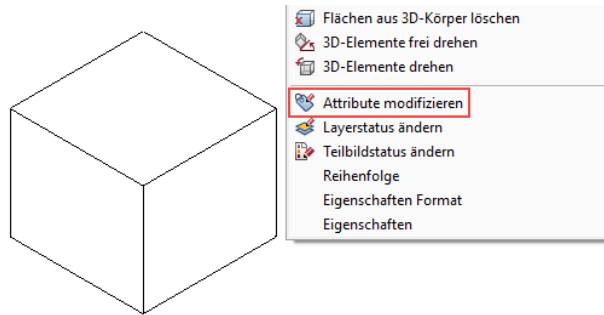 Flächen aus 3D-Körper löschen
3D-Elemente frei drehen
3D-Elemente drehen
Attribute modifizieren
Layerstatus ändern
Teilbildstatus ändern
Reihenfolge
Eigenschaften Format
Eigenschaften